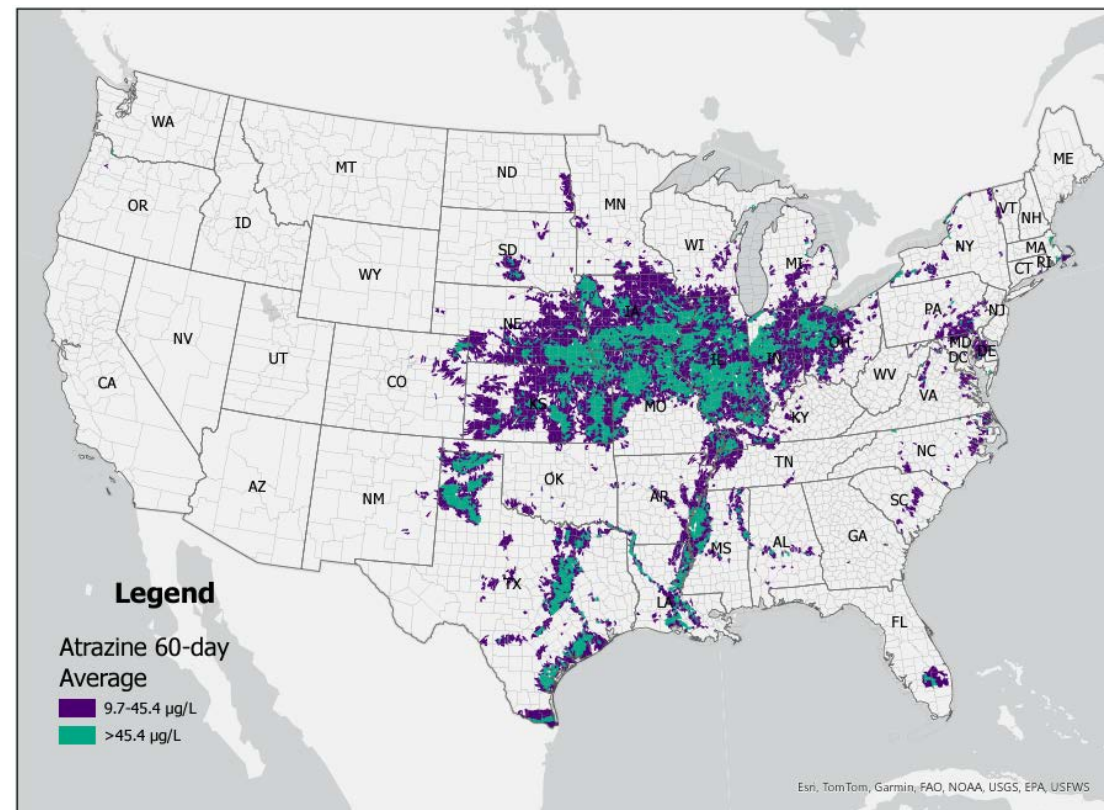 WA
ME
MT
ND
MN
OR
VT
NH
ID
SD
WI
NY
MA
MI
CT
RI
WY
IA
PA
NJ
NE
OH
NV
IL
IN
MD
DE
UT
DC
CO
WV
CA
KS
MO
VA
KY
NC
TN
AZ
OK
NM
AR
SC
MS
AL
GA
TX
LA
FL
Legend
Atrazine 60-day
Average
9.7-45.4 µg/L
>45.4 µg/L
Esri, TomTom, Garmin, FAO, NOAA, USGS, EPA, USFWS